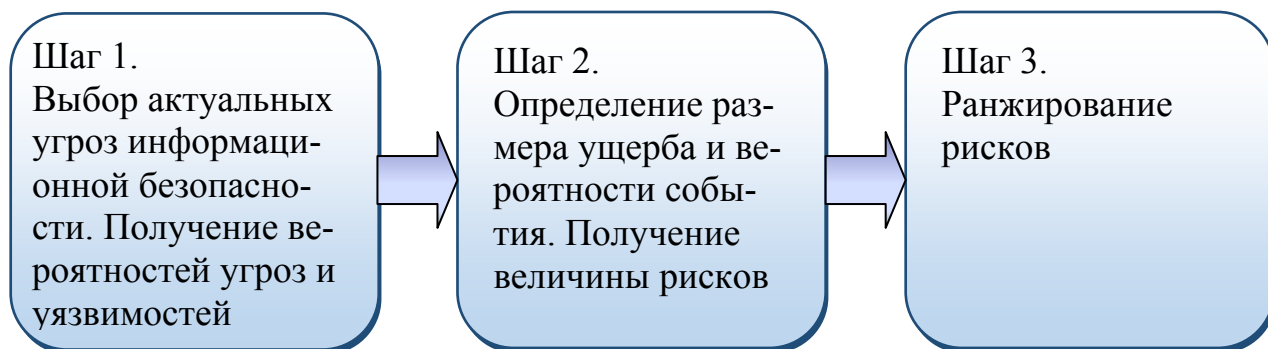 Шаг 1.
Выбор актуальных
угроз информаци-
онной безопасно-
сти. Получение ве-
роятностей угроз и
уязвимостей
Шаг 2.
Определение раз-
мера ущерба и ве-
роятности собы-
тия. Получение
величины рисков
Шаг 3.
Ранжирование
рисков